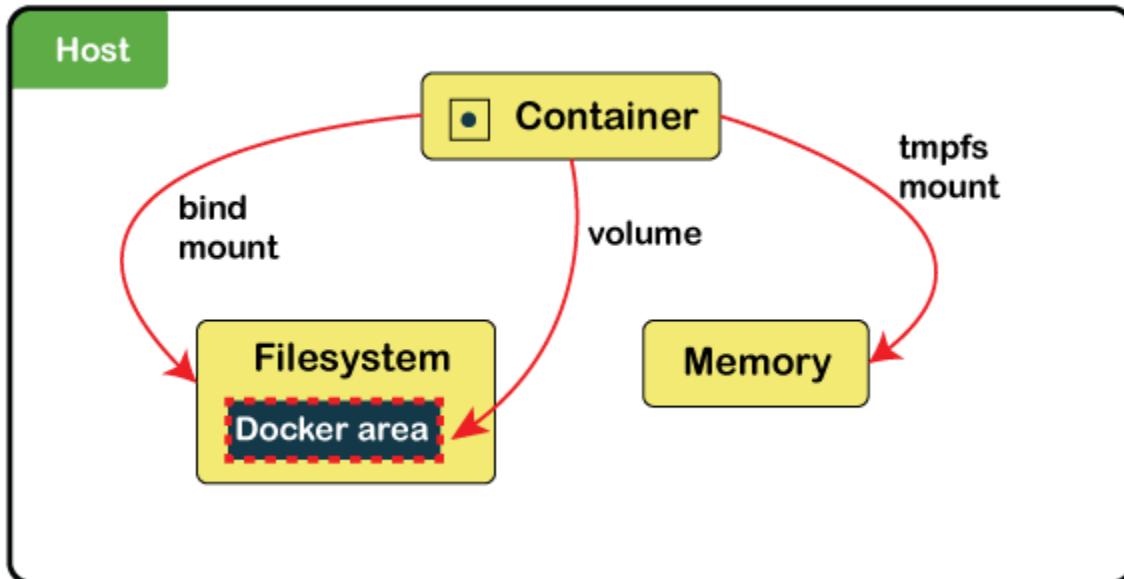 Host
Container
tmpfs
mount
bind
mount
volume
Filesystem
Memory
Docker area